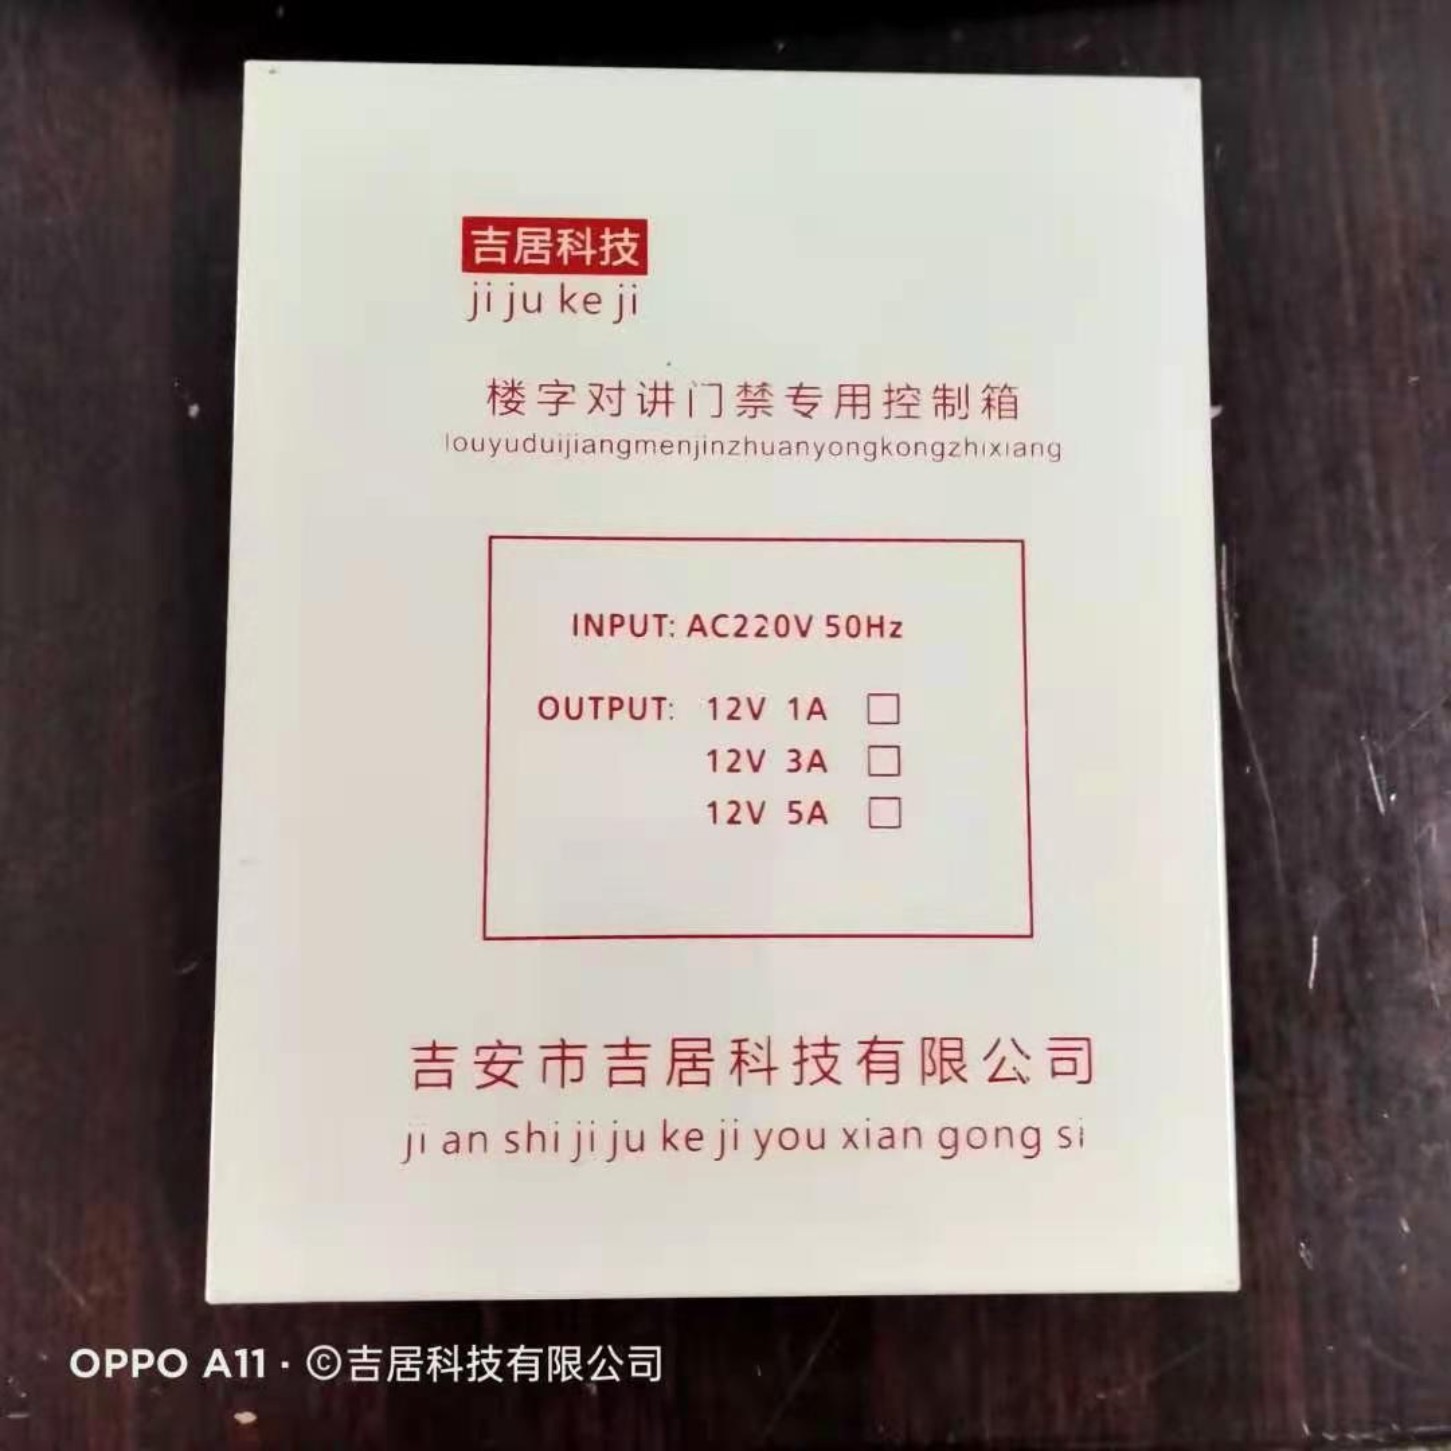 吉居科技
ji ju ke ji
楼字对讲门禁专用控制箱
louyuduijiangmenjinzhuanyongkongzhixiang
INPUT: AC220V 50Hz
OUTPUT: 12V 1A □
12V 3A □
12V 5A □
吉安市吉居科技有限公司
ji an shi ji ju ke ji you xian gong si
OPPO A11 · ©吉居科技有限公司